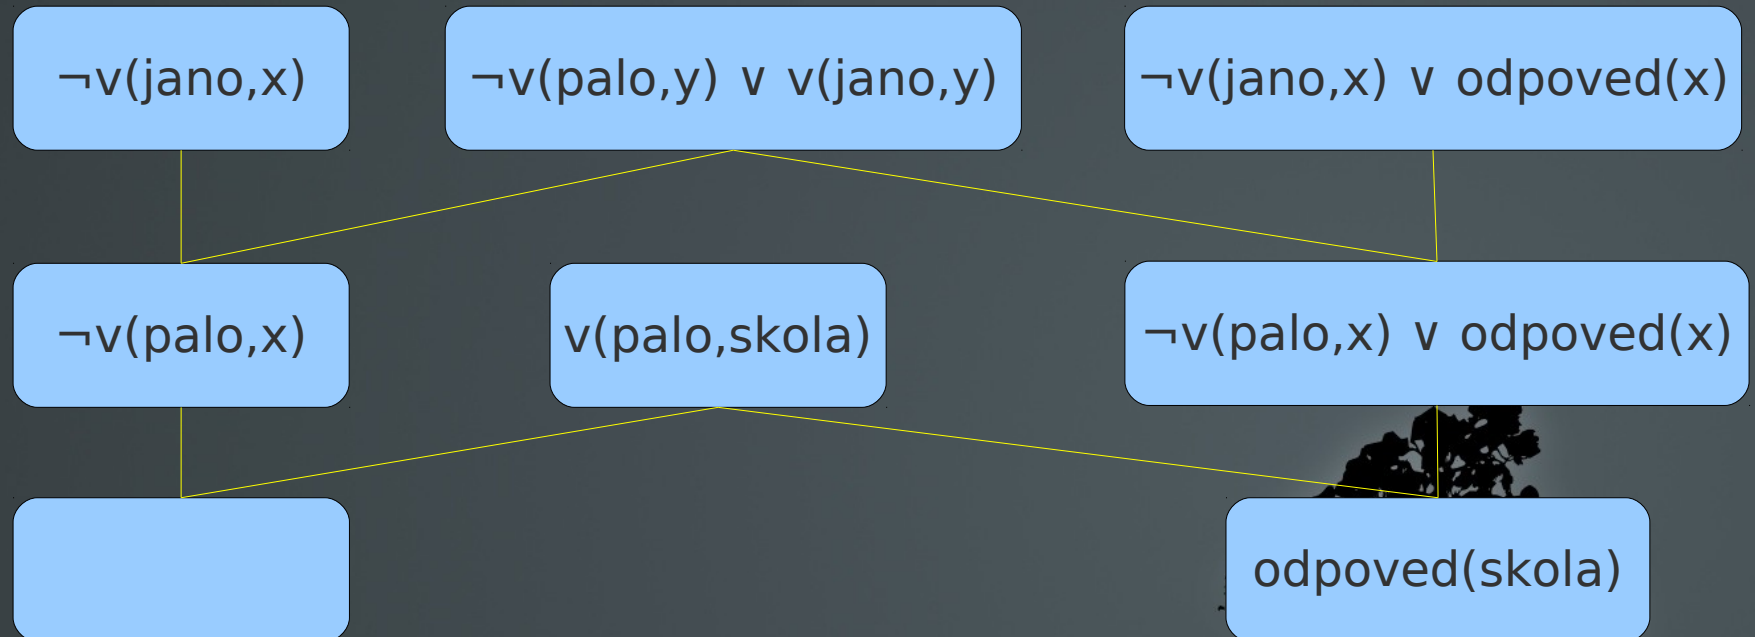 ¬v(jano,x)
¬v(palo,y) ∨ v(jano,y)
¬v(jano,x) ∨ odpoved(x)
¬v(palo,x)
v(palo,skola)
¬v(palo,x) ∨ odpoved(x)
odpoved(skola)